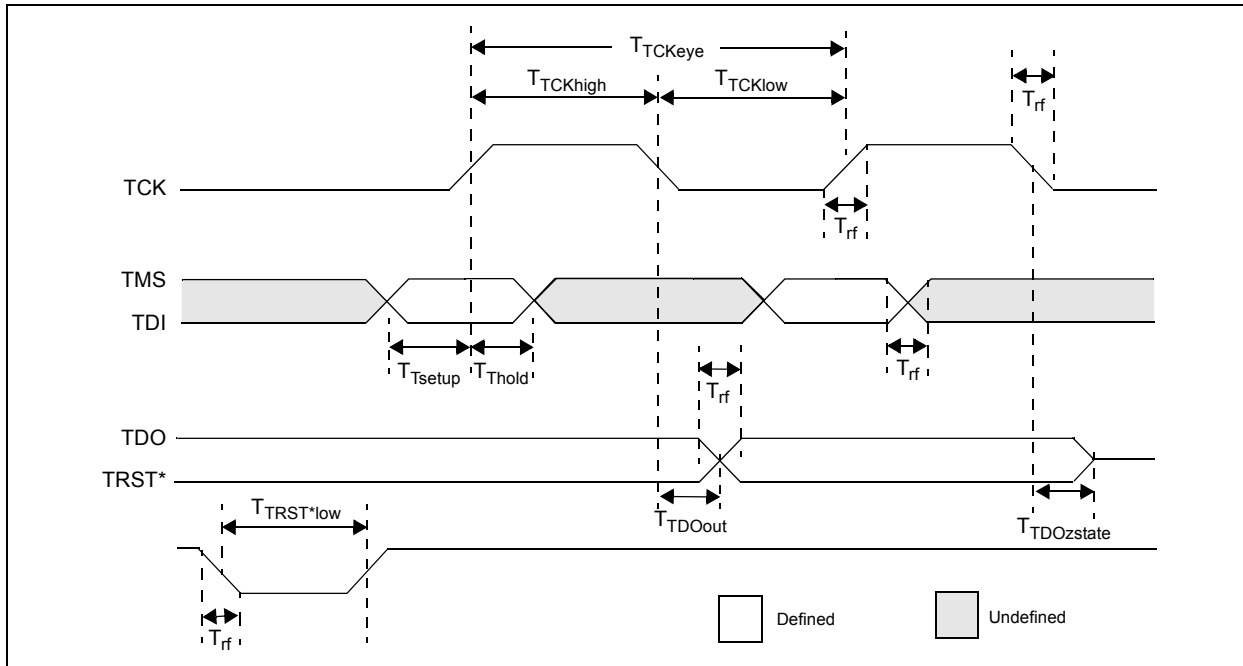 TTCKeye
TTCKhigh
TTCKlow
Trf
TCK
Trf
TMS
TDI
TTsetup
TThold
Trf
Trf
TDO
TRST*
TTRST*low
TTDOout
TTDOzstate
Trf
Defined
Undefined